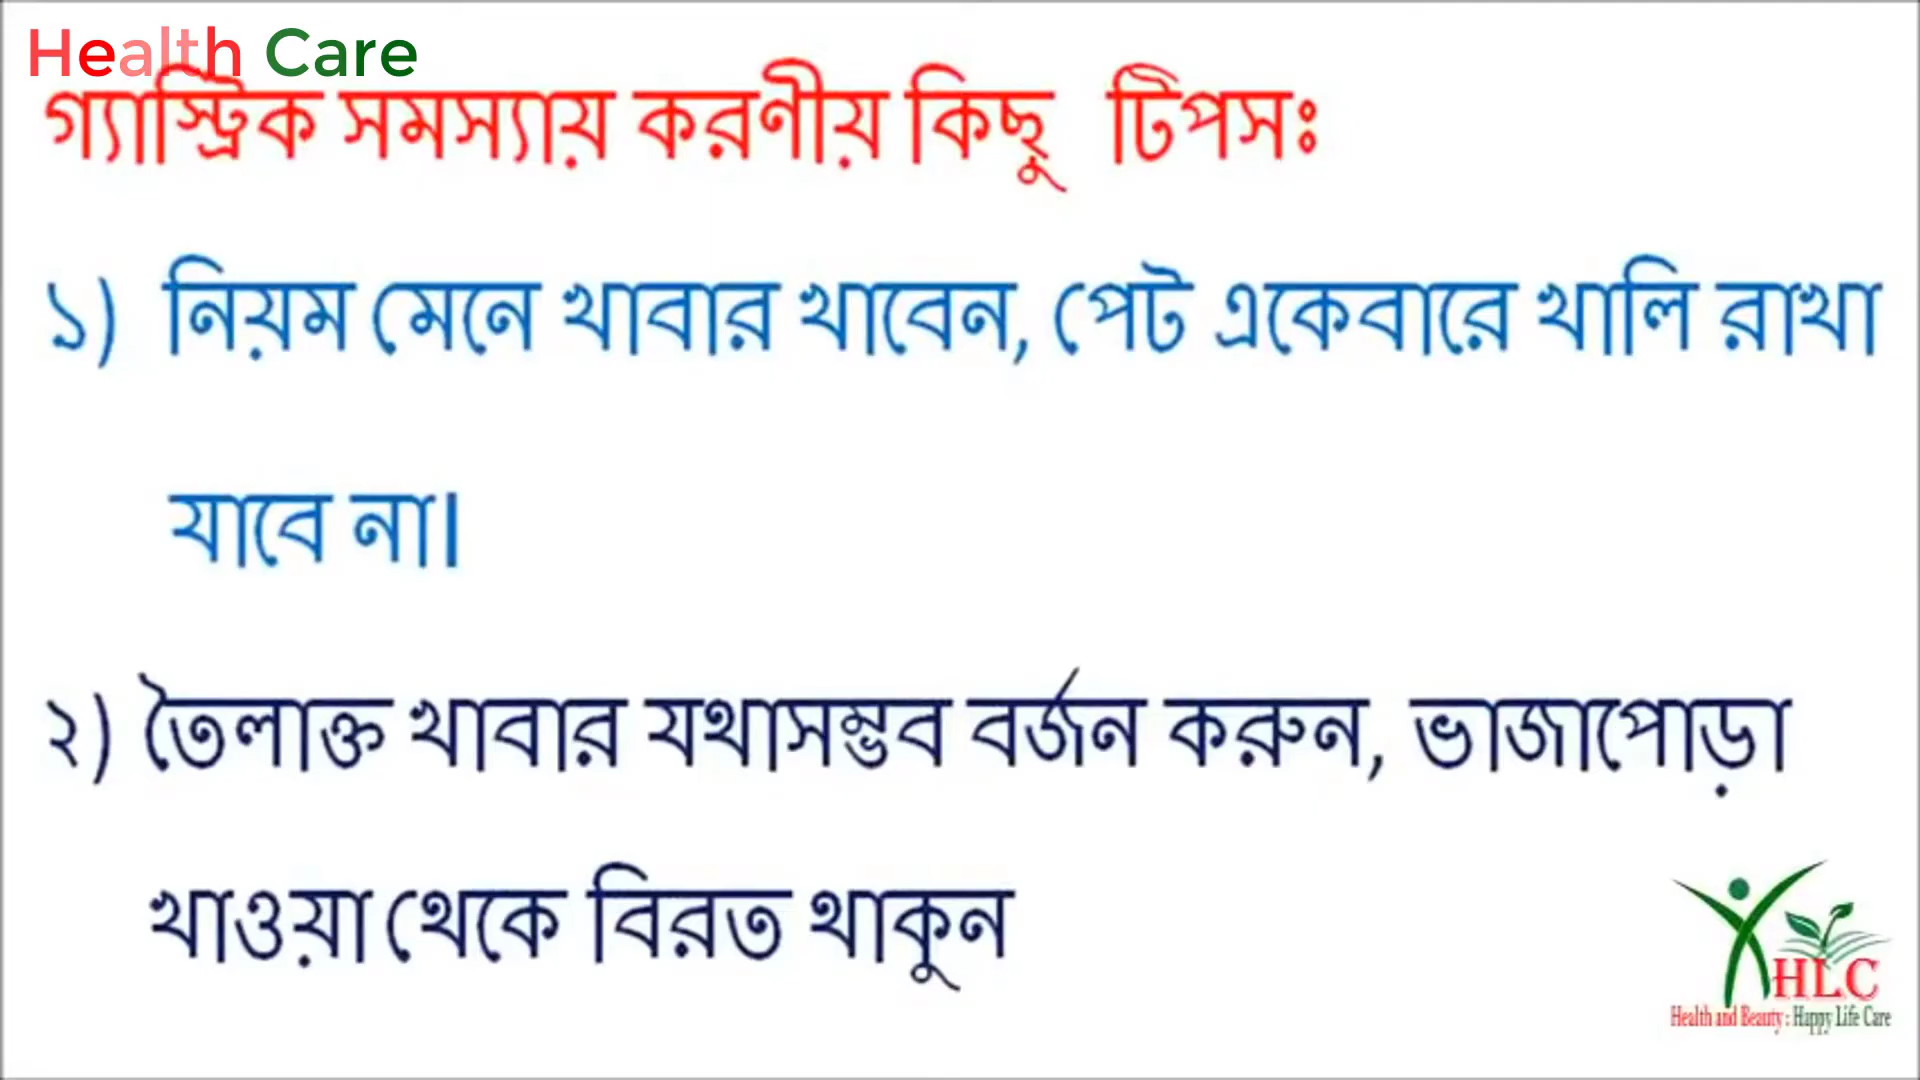 Health Care
গ্যাস্ট্রিক সমস্যায় করণীয় কিছু টিপসঃ
১) নিয়ম মেনে খাবার খাবেন, পেট একেবারে খালি রাখা
যাবে না।
২) তৈলাক্ত খাবার যথাসম্ভব বর্জন করুন, ভাজাপোড়া
খাওয়া থেকে বিরত থাকুন
HLC
Health and Beauty : Happy Life Care